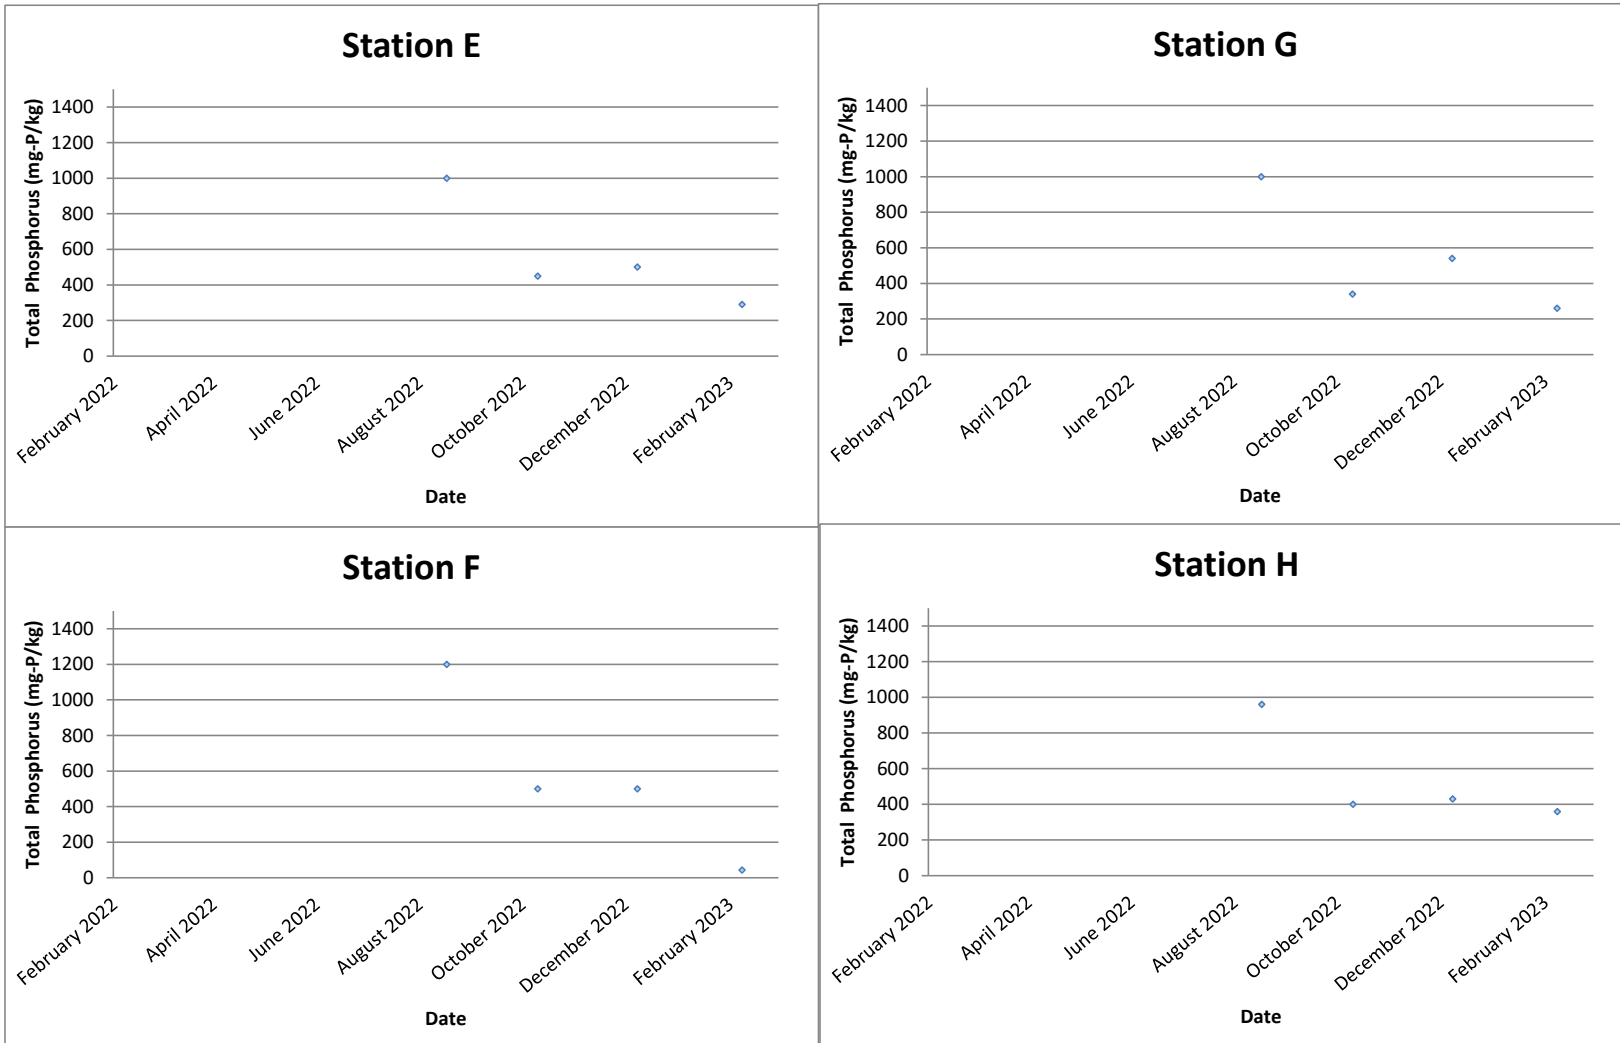 Station E
Total Phosphorus (mg-P/kg)
1400
1200
1000
800
600
400
200
0
February 2022
April 2022
June 2022
August 2022
October 2022
December 2022
February 2023
Date
Station G
Total Phosphorus (mg-P/kg)
1400
1200
1000
800
600
400
200
0
February 2022
April 2022
June 2022
August 2022
October 2022
December 2022
February 2023
Date
Station F
Total Phosphorus (mg-P/kg)
1400
1200
1000
800
600
400
200
0
February 2022
April 2022
June 2022
August 2022
October 2022
December 2022
February 2023
Date
Station H
Total Phosphorus (mg-P/kg)
1400
1200
1000
800
600
400
200
0
February 2022
April 2022
June 2022
August 2022
October 2022
December 2022
February 2023
Date